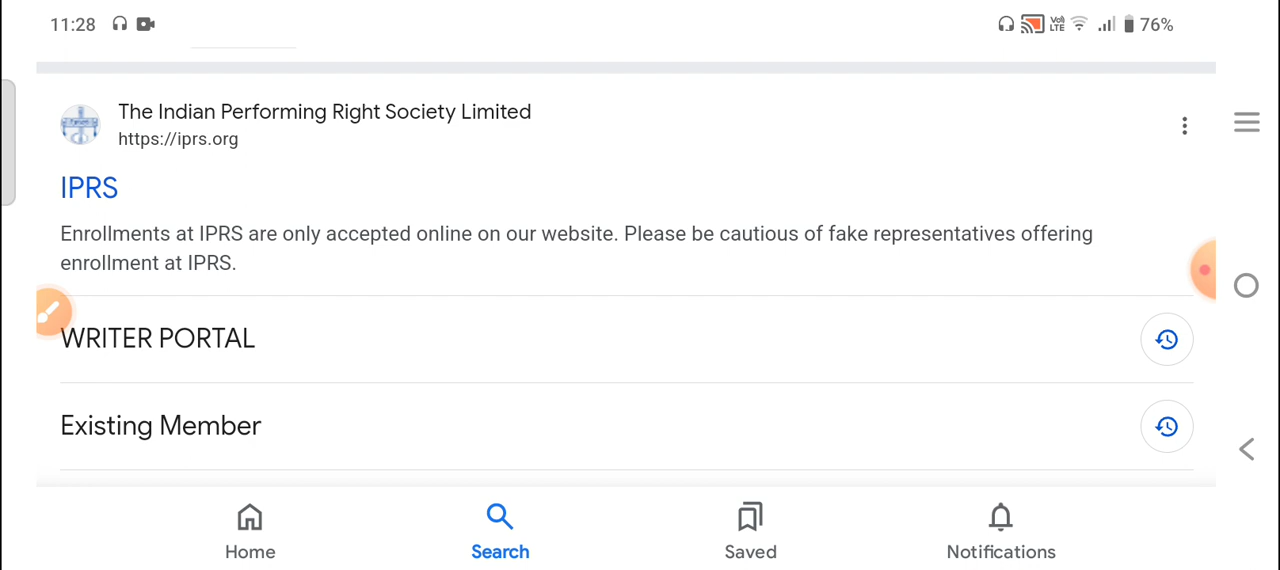 11:28
Vo) LTE 76%
The Indian Performing Right Society Limited
https://iprs.org
IPRS
Enrollments at IPRS are only accepted online on our website. Please be cautious of fake representatives offering
enrollment at IPRS.
WRITER PORTAL
Existing Member
Home Search Saved Notifications